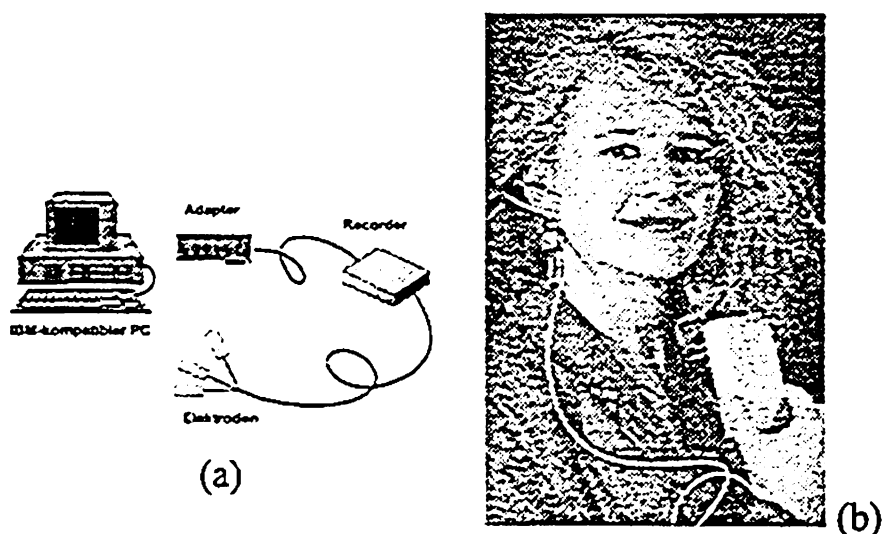 Adapter
Recorder
IBM-kompatibler PC
Elektroden
(a)
(b)